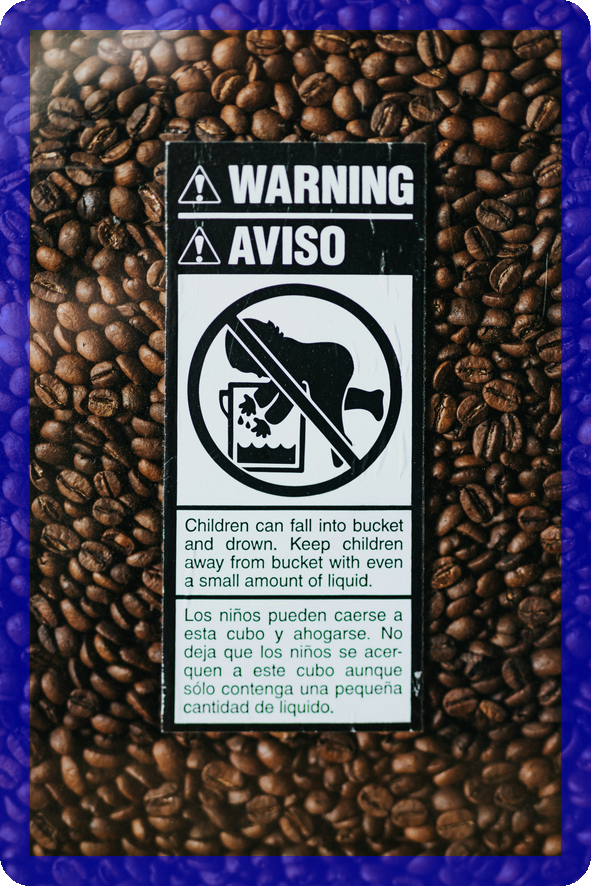 WARNING
AVISO
Children can fall into bucket
and drown. Keep children
away from bucket with even
a small amount of liquid.
Los niños pueden caerse a
esta cubo y ahogarse. No
deja que los niños se acer-
quen a este cubo aunque
sólo contenga una pequeña
cantidad de liquido.